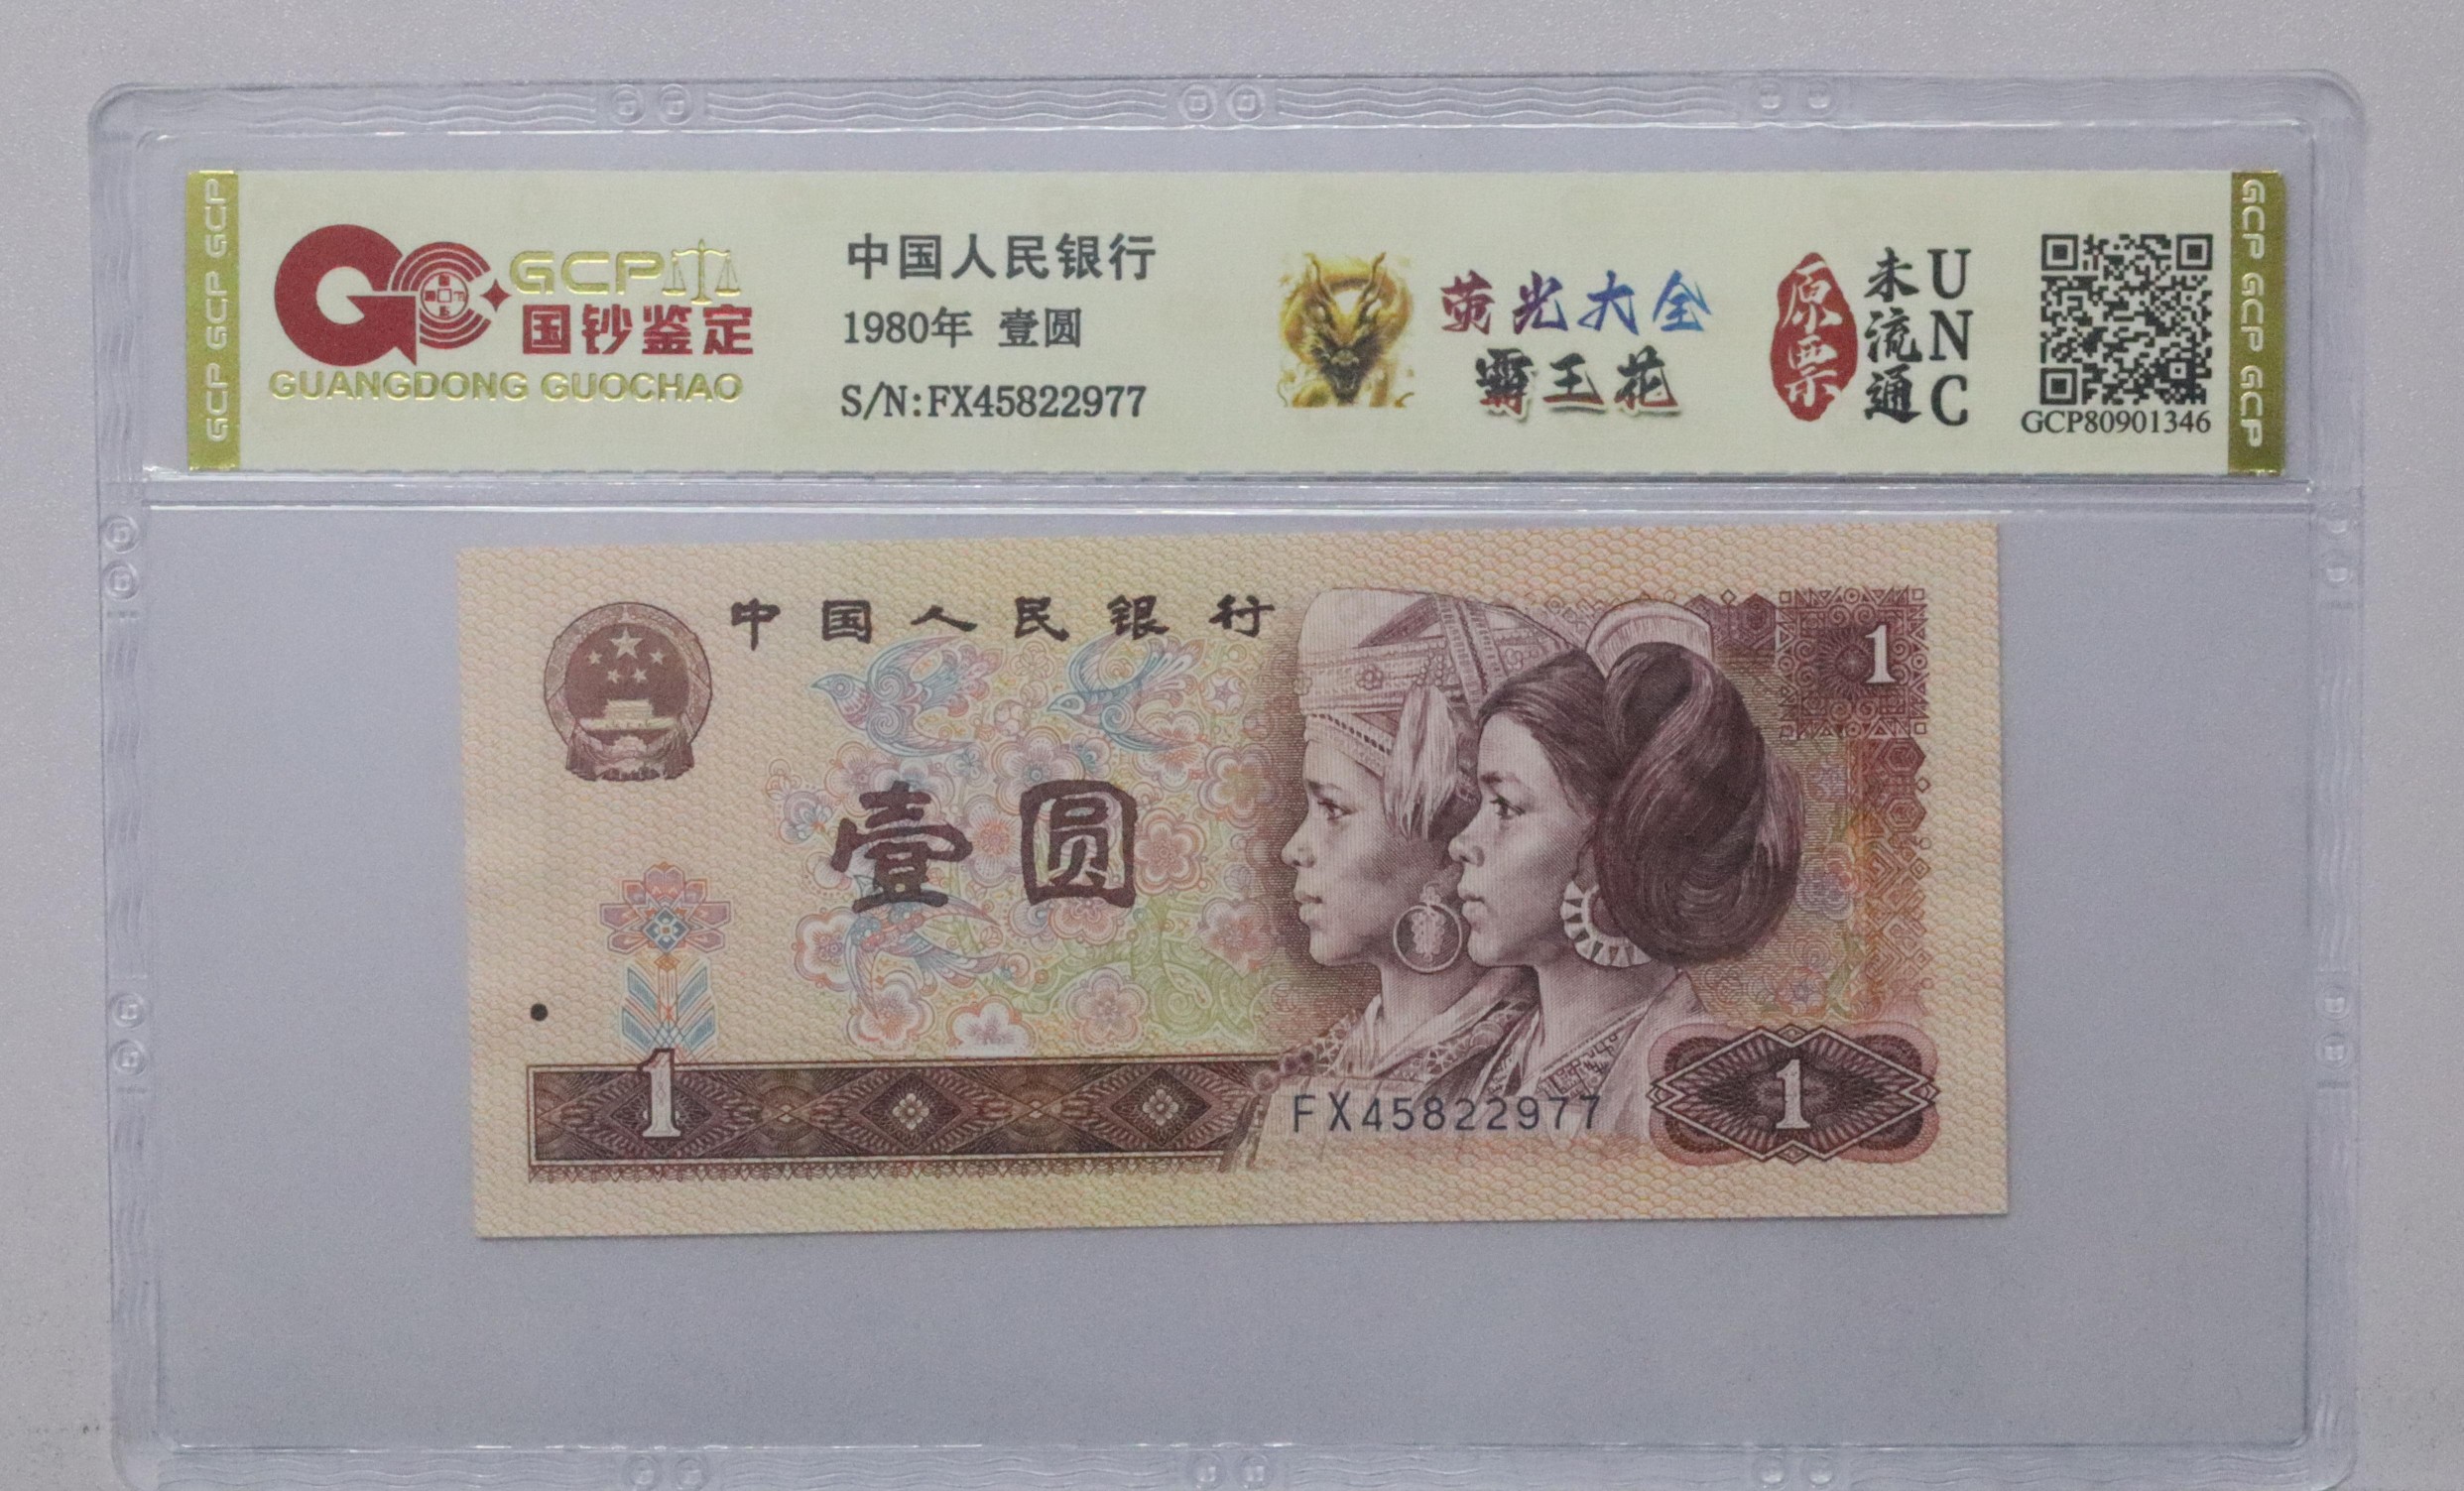 GCP GCP GCP
GCP
国钞鉴定
GUANGDONG GUOCHAO
中国人民银行
1980年 壹圆
S/N:FX45822977
荧光大全
霸王花
原票
未流通
UNC
GCP80901346
GCP GCP GCP
中国人民银行
1
壹圆
1
FX45822977
1